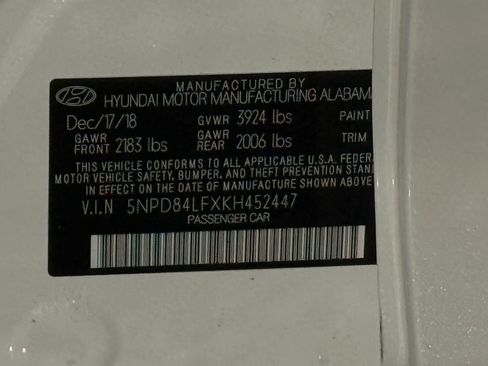 MANUFACTURED BY
HYUNDAI MOTOR MANUFACTURING ALABAMA
Dec/17/18 GVWR 3924 lbs PAINT
GAWR FRONT 2183 lbs GAWR REAR 2006 lbs TRIM
THIS VEHICLE CONFORMS TO ALL APPLICABLE U.S.A. FEDER
MOTOR VEHICLE SAFETY, BUMPER, AND THEFT PREVENTION STAN
IN EFFECT ON THE DATE OF MANUFACTURE SHOWN ABOVE
V.I.N 5NPD84LFXKH452447
PASSENGER CAR